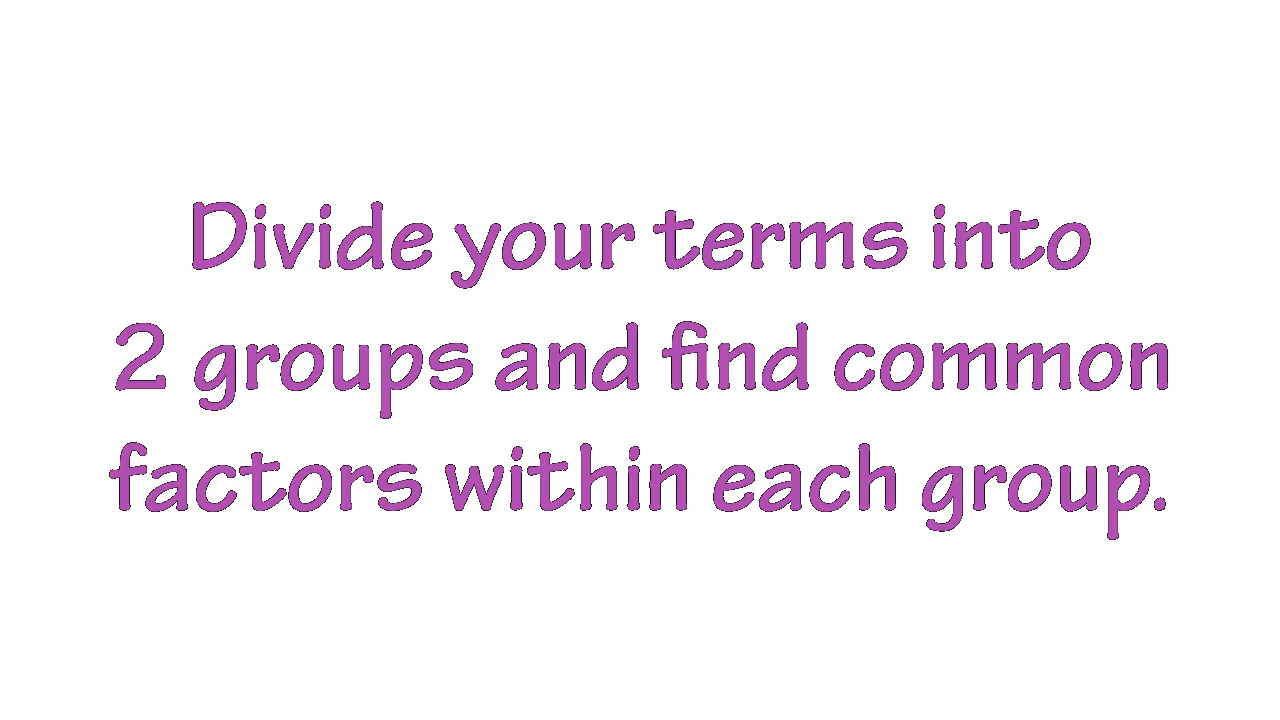 Divide your terms into
2 groups and find common
factors within each group.